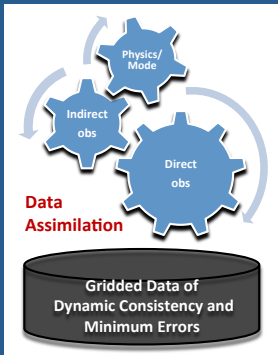 Physics/
Mode
Indirect
obs
Direct
obs
Data
Assimilation
Gridded Data of
Dynamic Consistency and
Minimum Errors